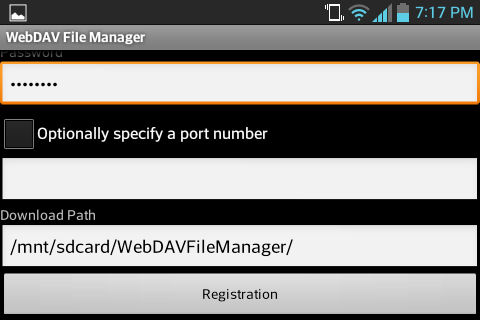 7:17 PM
WebDAV File Manager
Password
••••••••
Optionally specify a port number
Download Path
/mnt/sdcard/WebDAVFileManager/
Registration